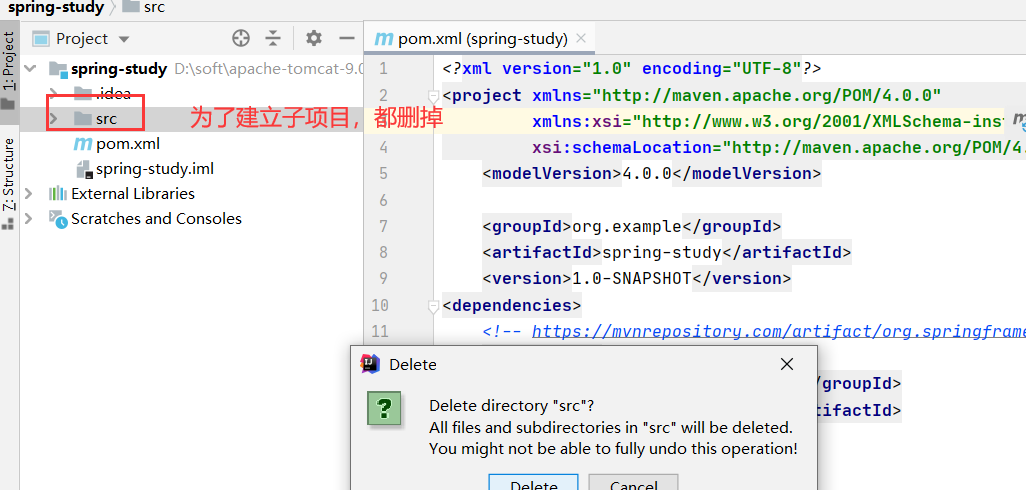 spring-study
src
1: Project
7: Structure
Project
spring-study D:\soft\apache-tomcat-9.0
.idea
src
为了建立子项目，都删掉
pom.xml
spring-study.iml
External Libraries
Scratches and Consoles
pom.xml (spring-study)
1 <?xml version="1.0" encoding="UTF-8"?>
2 <project xmlns="http://maven.apache.org/POM/4.0.0"
xmlns:xsi="http://www.w3.org/2001/XMLSchema-ins
4 xsi:schemaLocation="http://maven.apache.org/POM/4.
5 <modelVersion>4.0.0</modelVersion>
6
7 <groupId>org.example</groupId>
8 <artifactId>spring-study</artifactId>
9 <version>1.0-SNAPSHOT</version>
10 <dependencies>
11 <!-- https://mvnrepository.com/artifact/org.springframe
/groupId>
tifactId>
Delete
Delete directory "src"?
All files and subdirectories in "src" will be deleted.
You might not be able to fully undo this operation!
Delete
Cancel